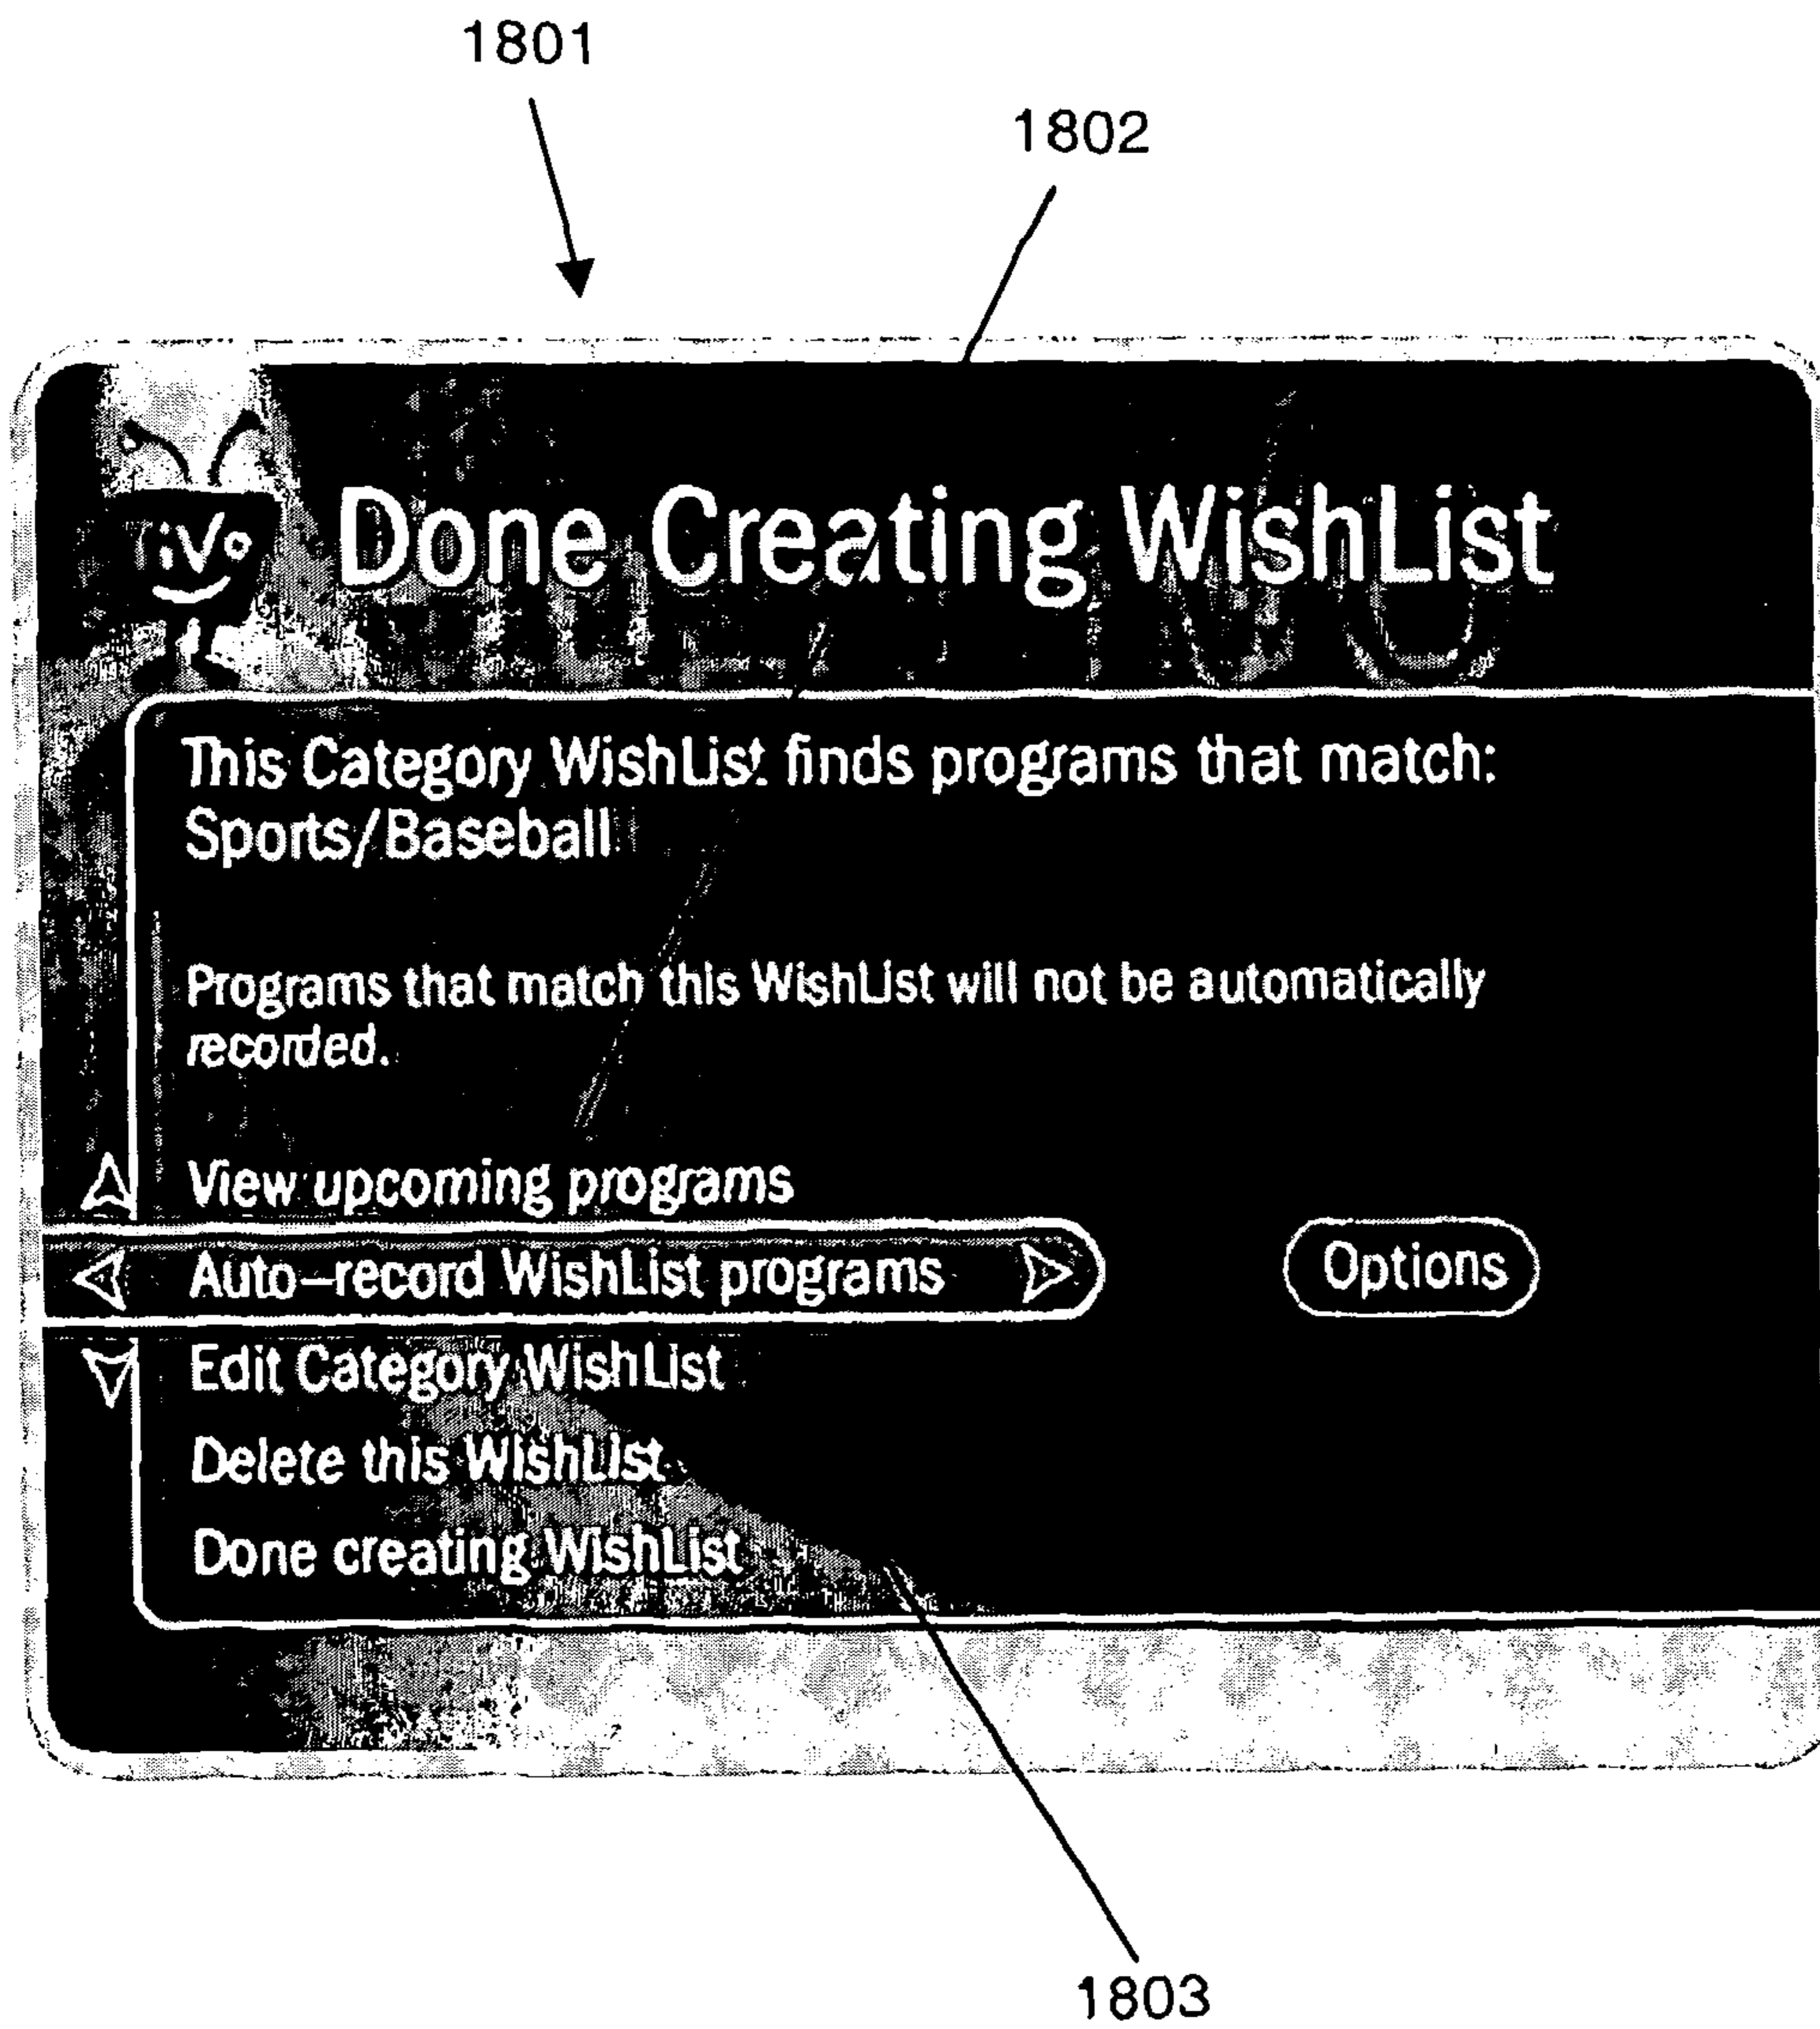 1801
1802
TiVo
Done Creating WishList
This Category WishList finds programs that match:
Sports/Baseball
Programs that match this WishList will not be automatically
recorded.
View upcoming programs
Auto-record WishList programs
Options
Edit Category WishList
Delete this WishList
Done creating WishList
1803